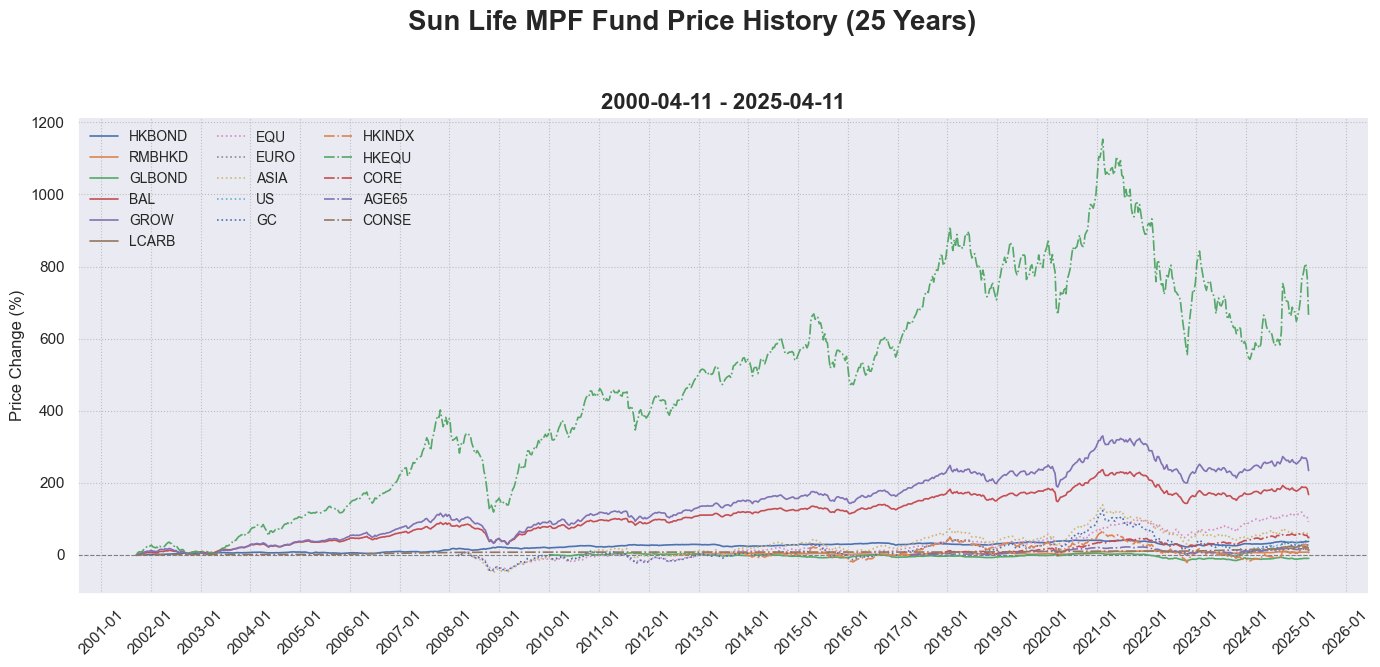 Sun Life MPF Fund Price History (25 Years)
2000-04-11 - 2025-04-11
Price Change (%)
1200
1000
800
600
400
200
0
HKBOND
RMBHKD
GLBOND
BAL
GROW
LCARB
EQU
EURO
ASIA
US
GC
HKINDX
HKEQU
CORE
AGE65
CONSE
2001-01
2002-01
2003-01
2004-01
2005-01
2006-01
2007-01
2008-01
2009-01
2010-01
2011-01
2012-01
2013-01
2014-01
2015-01
2016-01
2017-01
2018-01
2019-01
2020-01
2021-01
2022-01
2023-01
2024-01
2025-01
2026-01